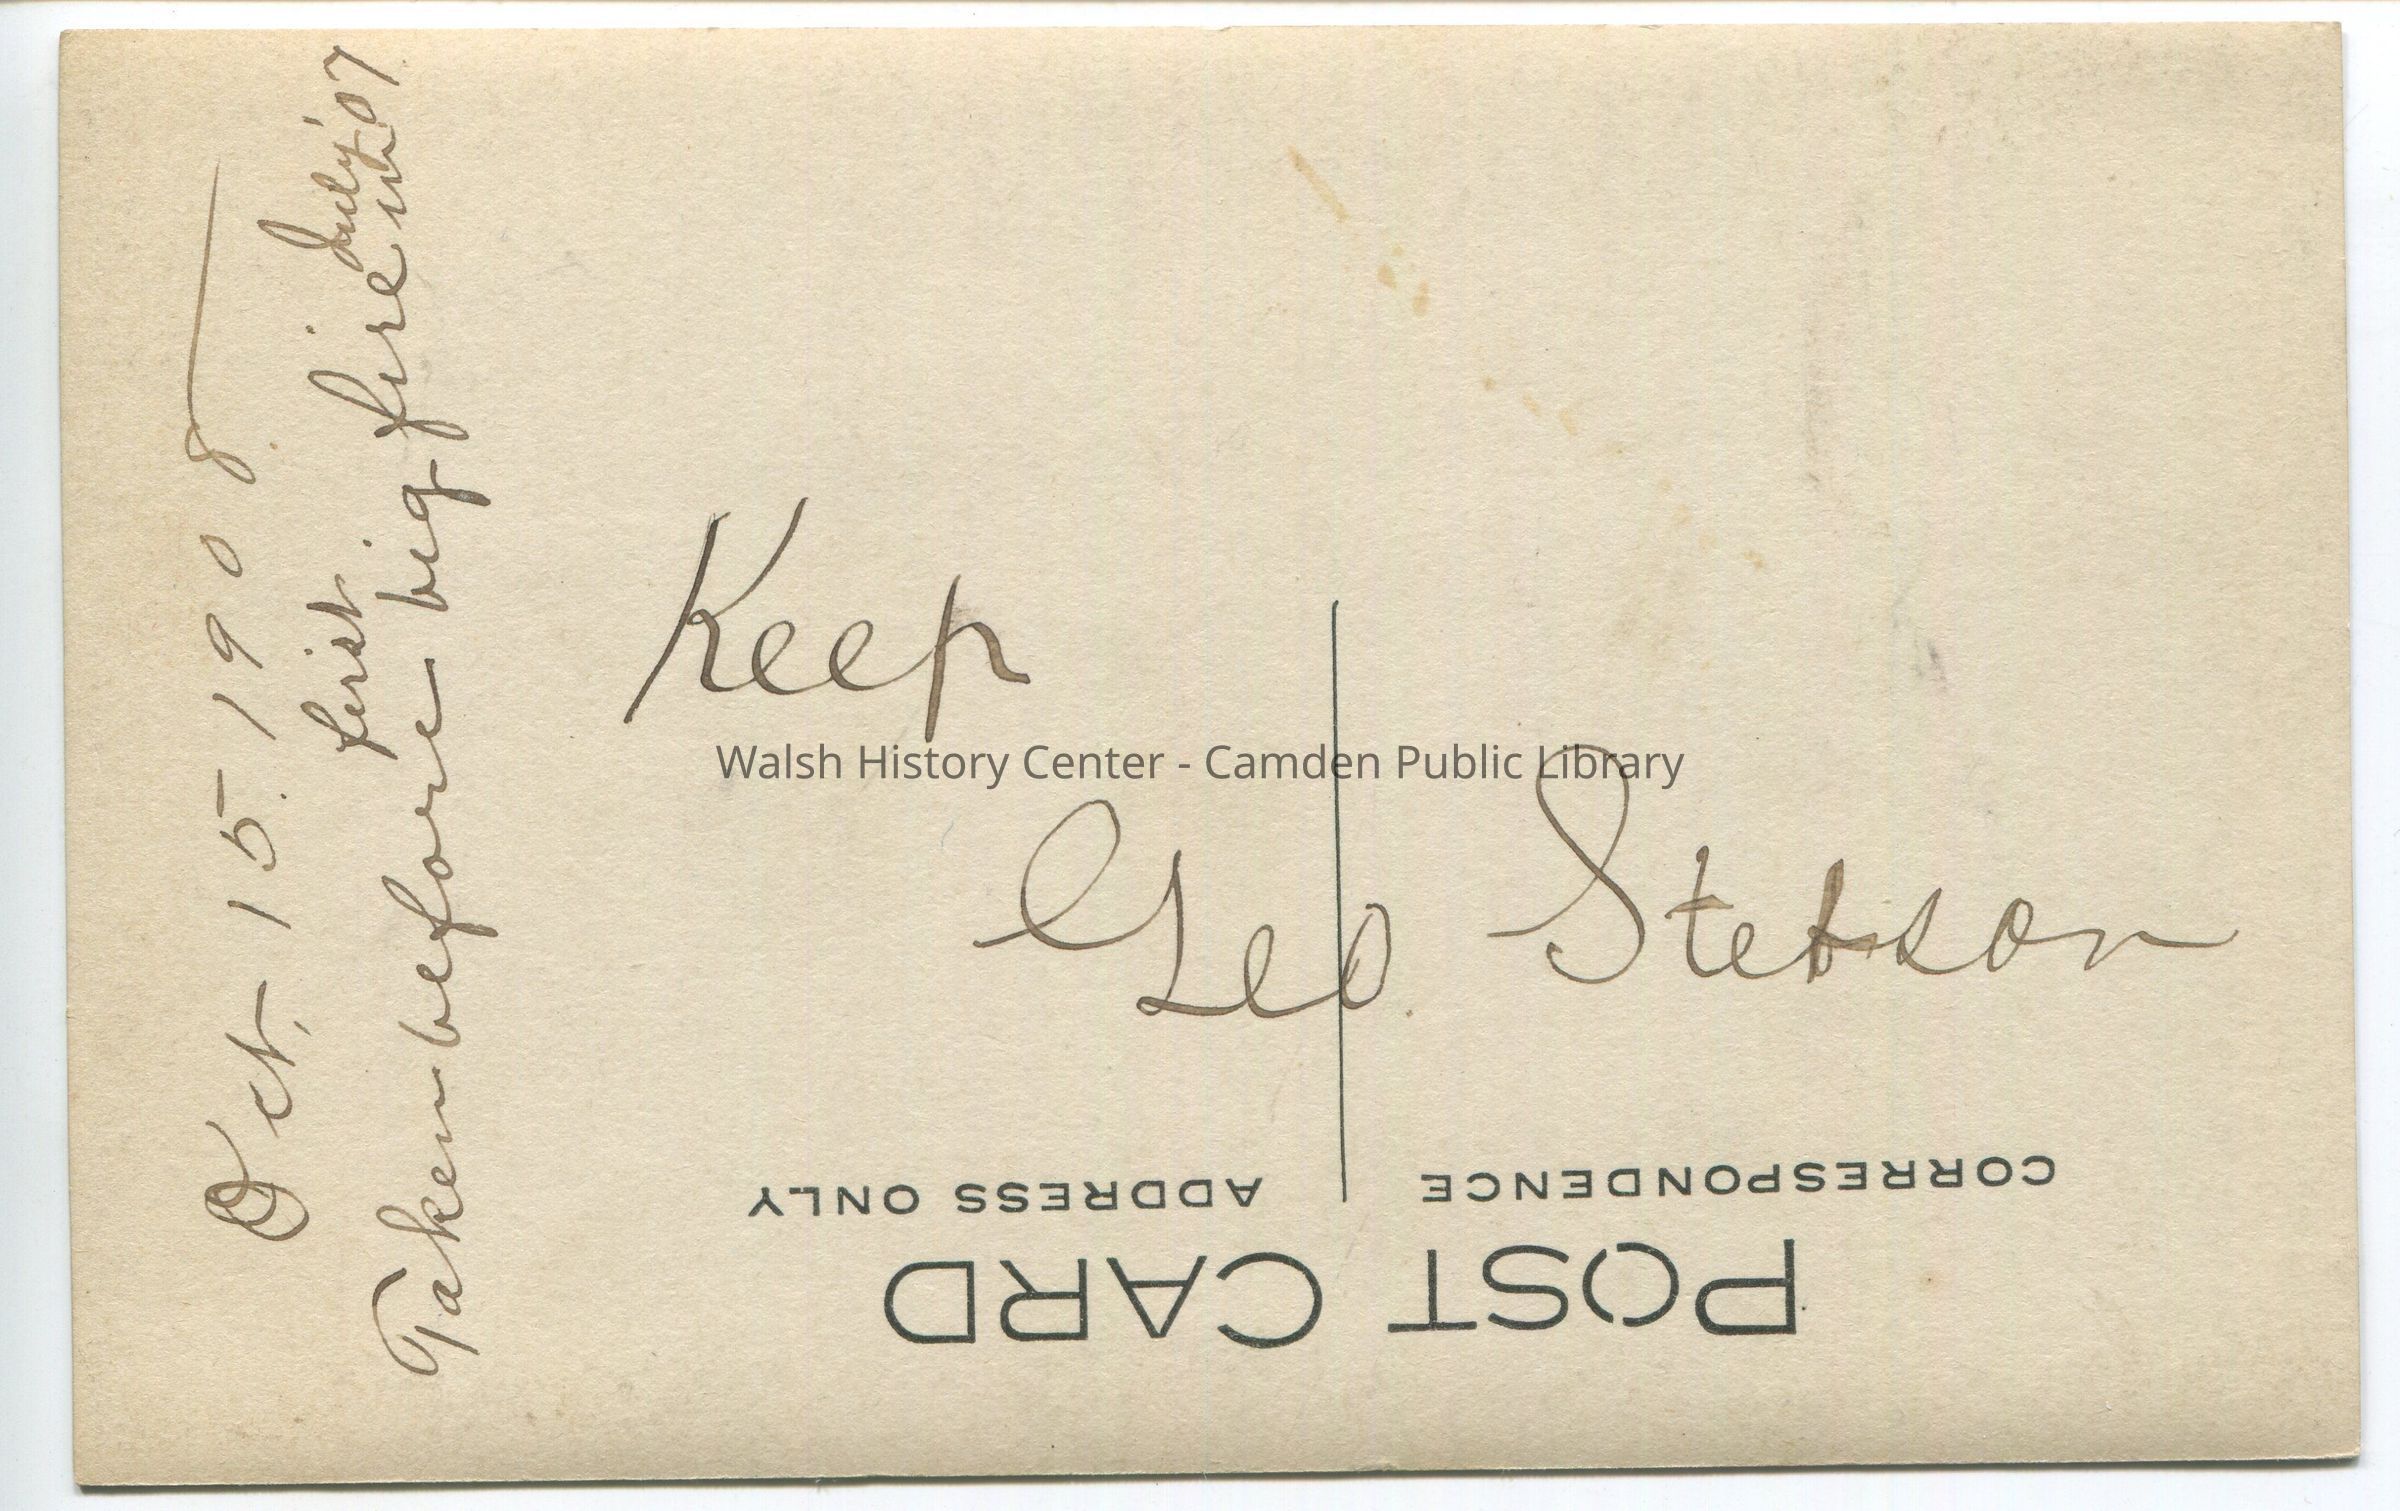 Oct. 15. 1908
first July '07
Taken before big fire in
Keep
Walsh History Center - Camden Public Library
Geo. Stetson
CORRESPONDENCE
ADDRESS ONLY
POST CARD